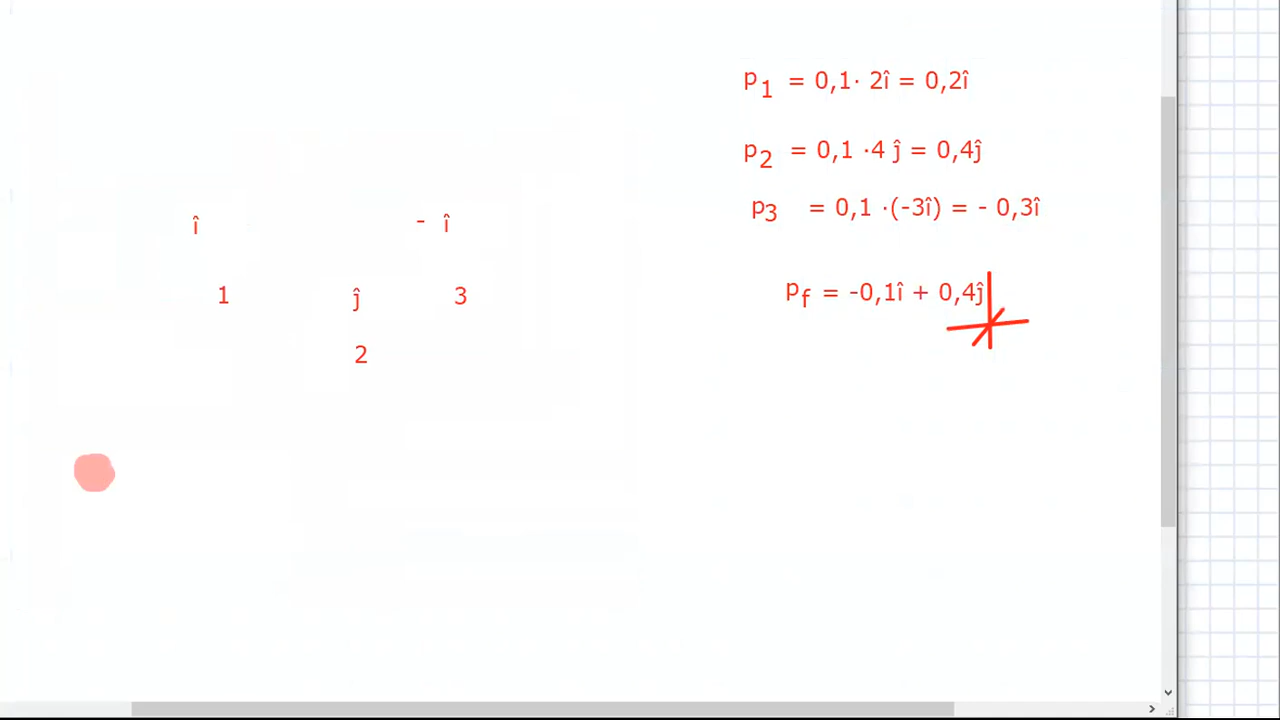 p1 = 0,1· 2î = 0,2î
p2 = 0,1 ·4 ĵ = 0,4ĵ
p3 = 0,1 ·(-3î) = - 0,3î
î - î
1 ĵ 3
pf = -0,1î + 0,4ĵ
2